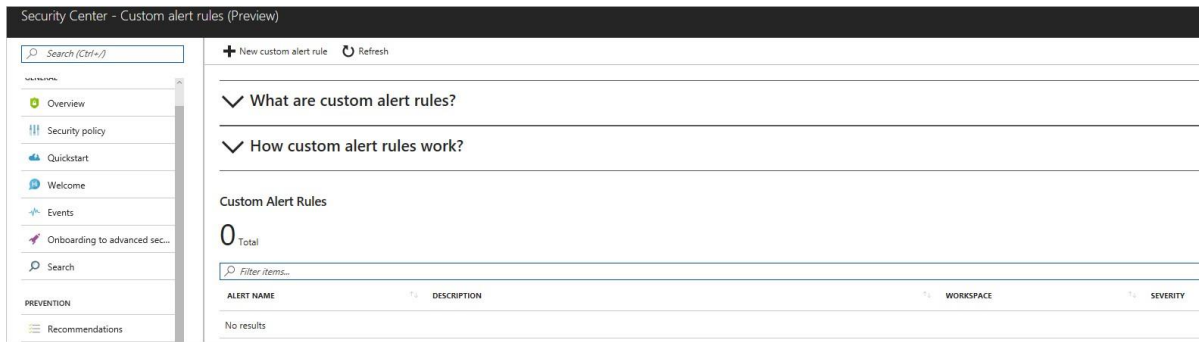 Security Center - Custom alert rules (Preview)
Search (Ctrl+/)
GENERAL
Overview
Security policy
Quickstart
Welcome
Events
Onboarding to advanced sec...
Search
PREVENTION
Recommendations
New custom alert rule Refresh
What are custom alert rules?
How custom alert rules work?
Custom Alert Rules
0 Total
Filter items...
ALERT NAME DESCRIPTION WORKSPACE SEVERITY
No results